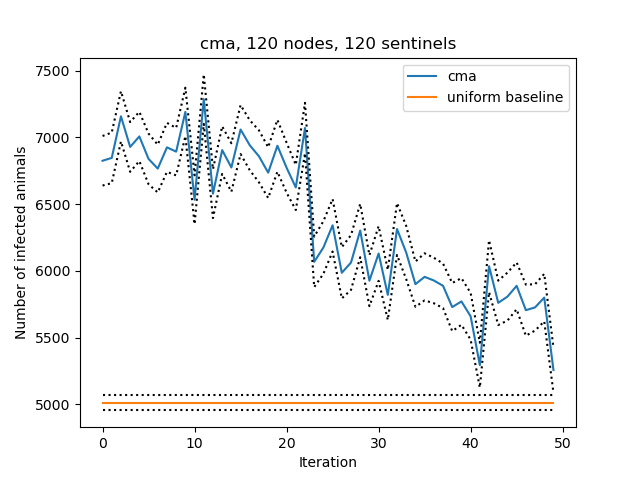 cma, 120 nodes, 120 sentinels
cma
uniform baseline
7500
7000
6500
6000
5500
5000
Number of infected animals
0 10 20 30 40 50
Iteration